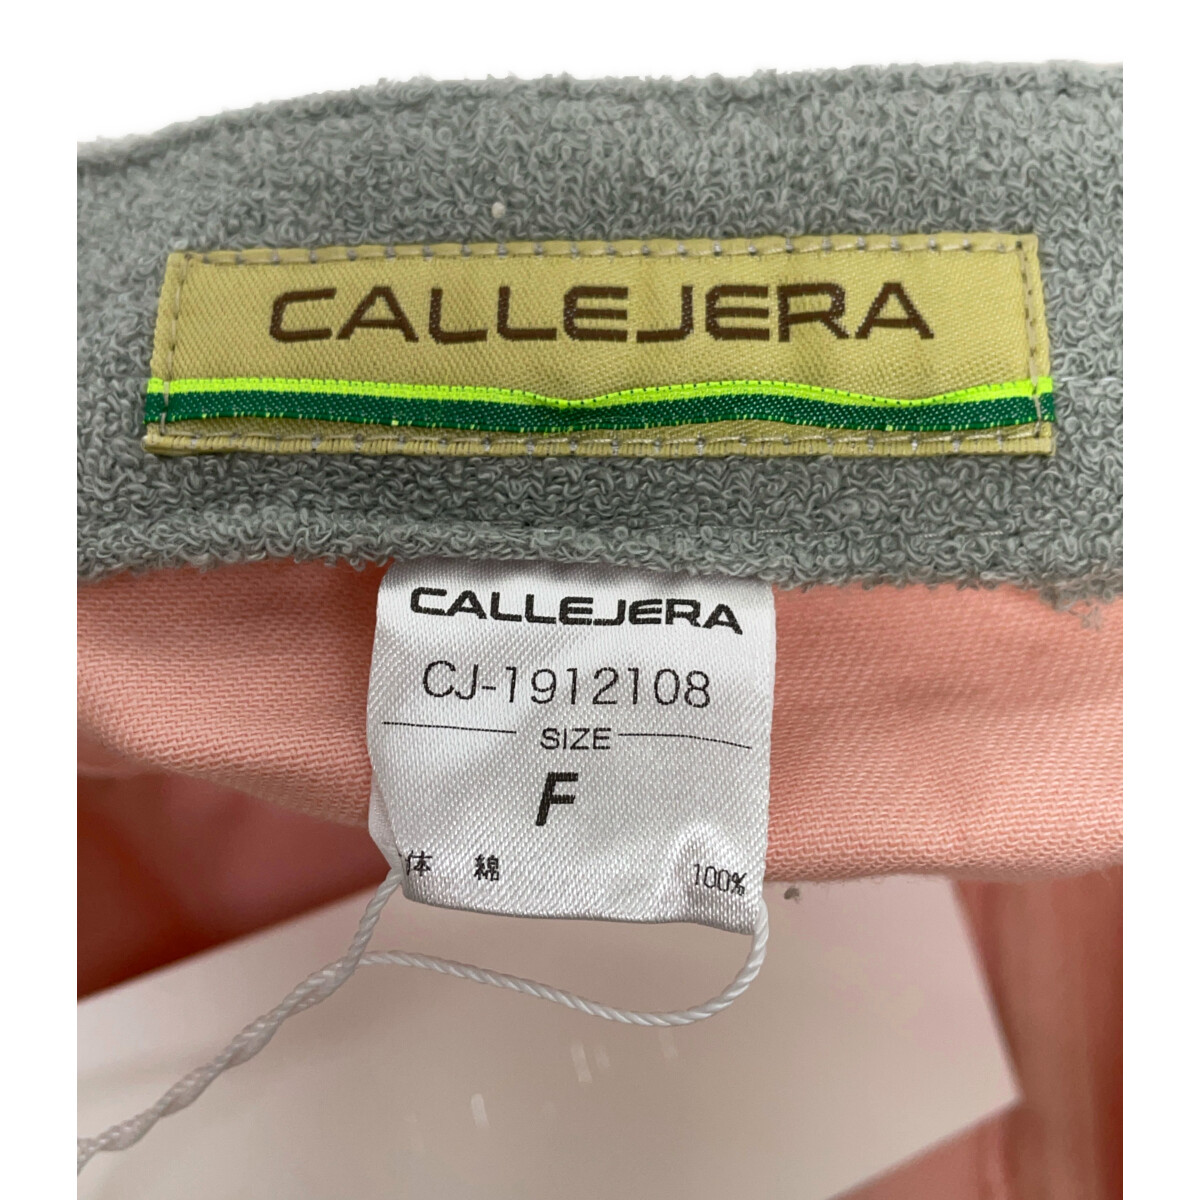 CALLEJERA
CALLEJERA
CJ-1912108
SIZE
F
体 綿 100%